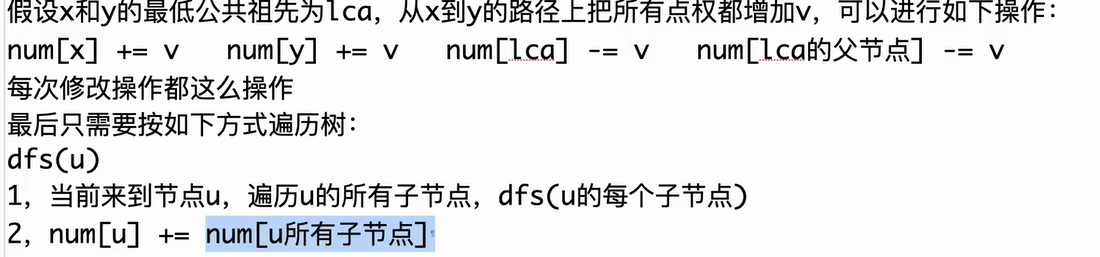 假设x和y的最低公共祖先为lca，从x到y的路径上把所有点权都增加v，可以进行如下操作：
num[x] += v   num[y] += v   num[lca] -= v   num[lca的父节点] -= v
每次修改操作都这么操作
最后只需要按如下方式遍历树：
dfs(u)
1，当前来到节点u，遍历u的所有子节点，dfs(u的每个子节点)
2，num[u] += num[u所有子节点]